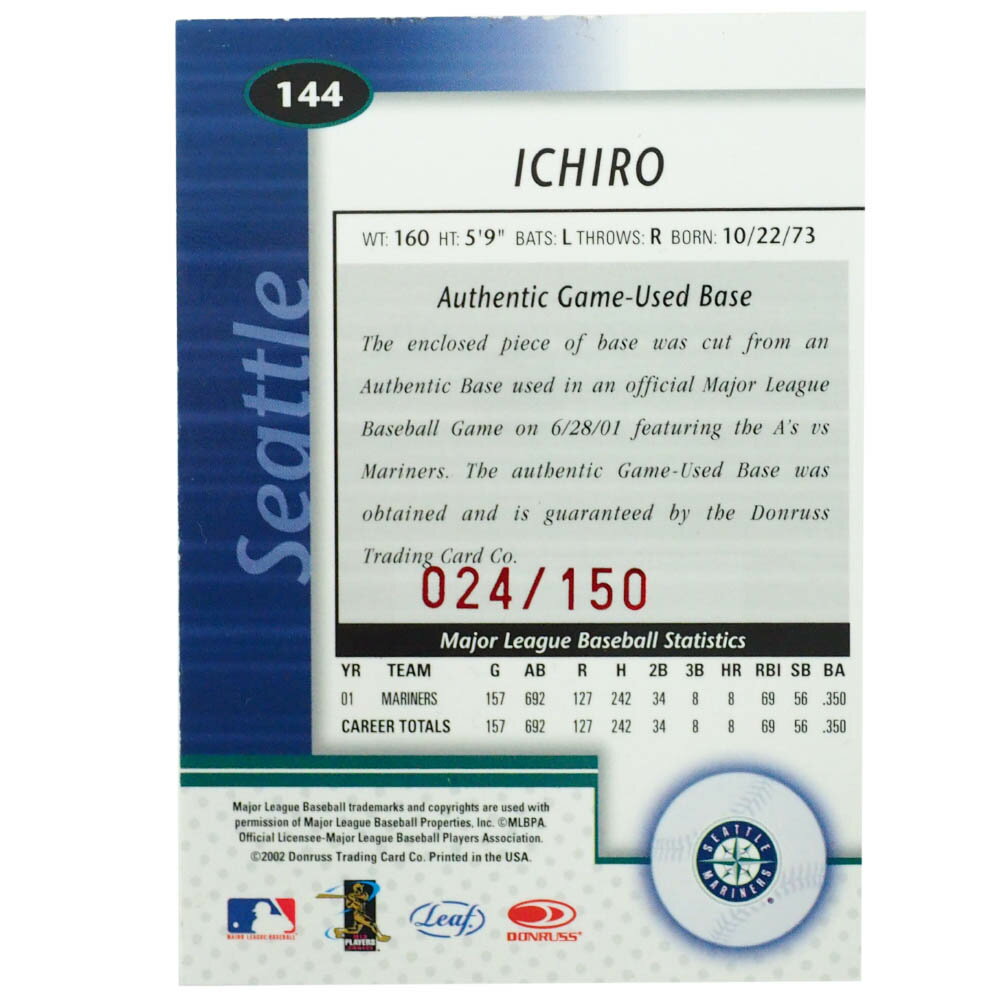 144
ICHIRO
WT: 160 HT: 5'9" BATS: L THROWS: R BORN: 10/22/73
Seattle
Authentic Game-Used Base
The enclosed piece of base was cut from an
Authentic Base used in an official Major League
Baseball Game on 6/28/01 featuring the A's vs
Mariners. The authentic Game-Used Base was
obtained and is guaranteed by the Donruss
Trading Card Co.
024/150
Major League Baseball Statistics
YR TEAM G AB R H 2B 3B HR RBI SB BA
01 MARINERS 157 692 127 242 34 8 8 69 56 .350
CAREER TOTALS 157 692 127 242 34 8 8 69 56 .350
Major League Baseball trademarks and copyrights are used with
permission of Major League Baseball Properties, Inc. ©MLBPA
Official Licensee-Major League Baseball Players Association.
©2002 Donruss Trading Card Co. Printed in the USA.
SEATTLE MARINERS
MAJOR LEAGUE BASEBALL
PLAYERS
Leaf
DONRUSS